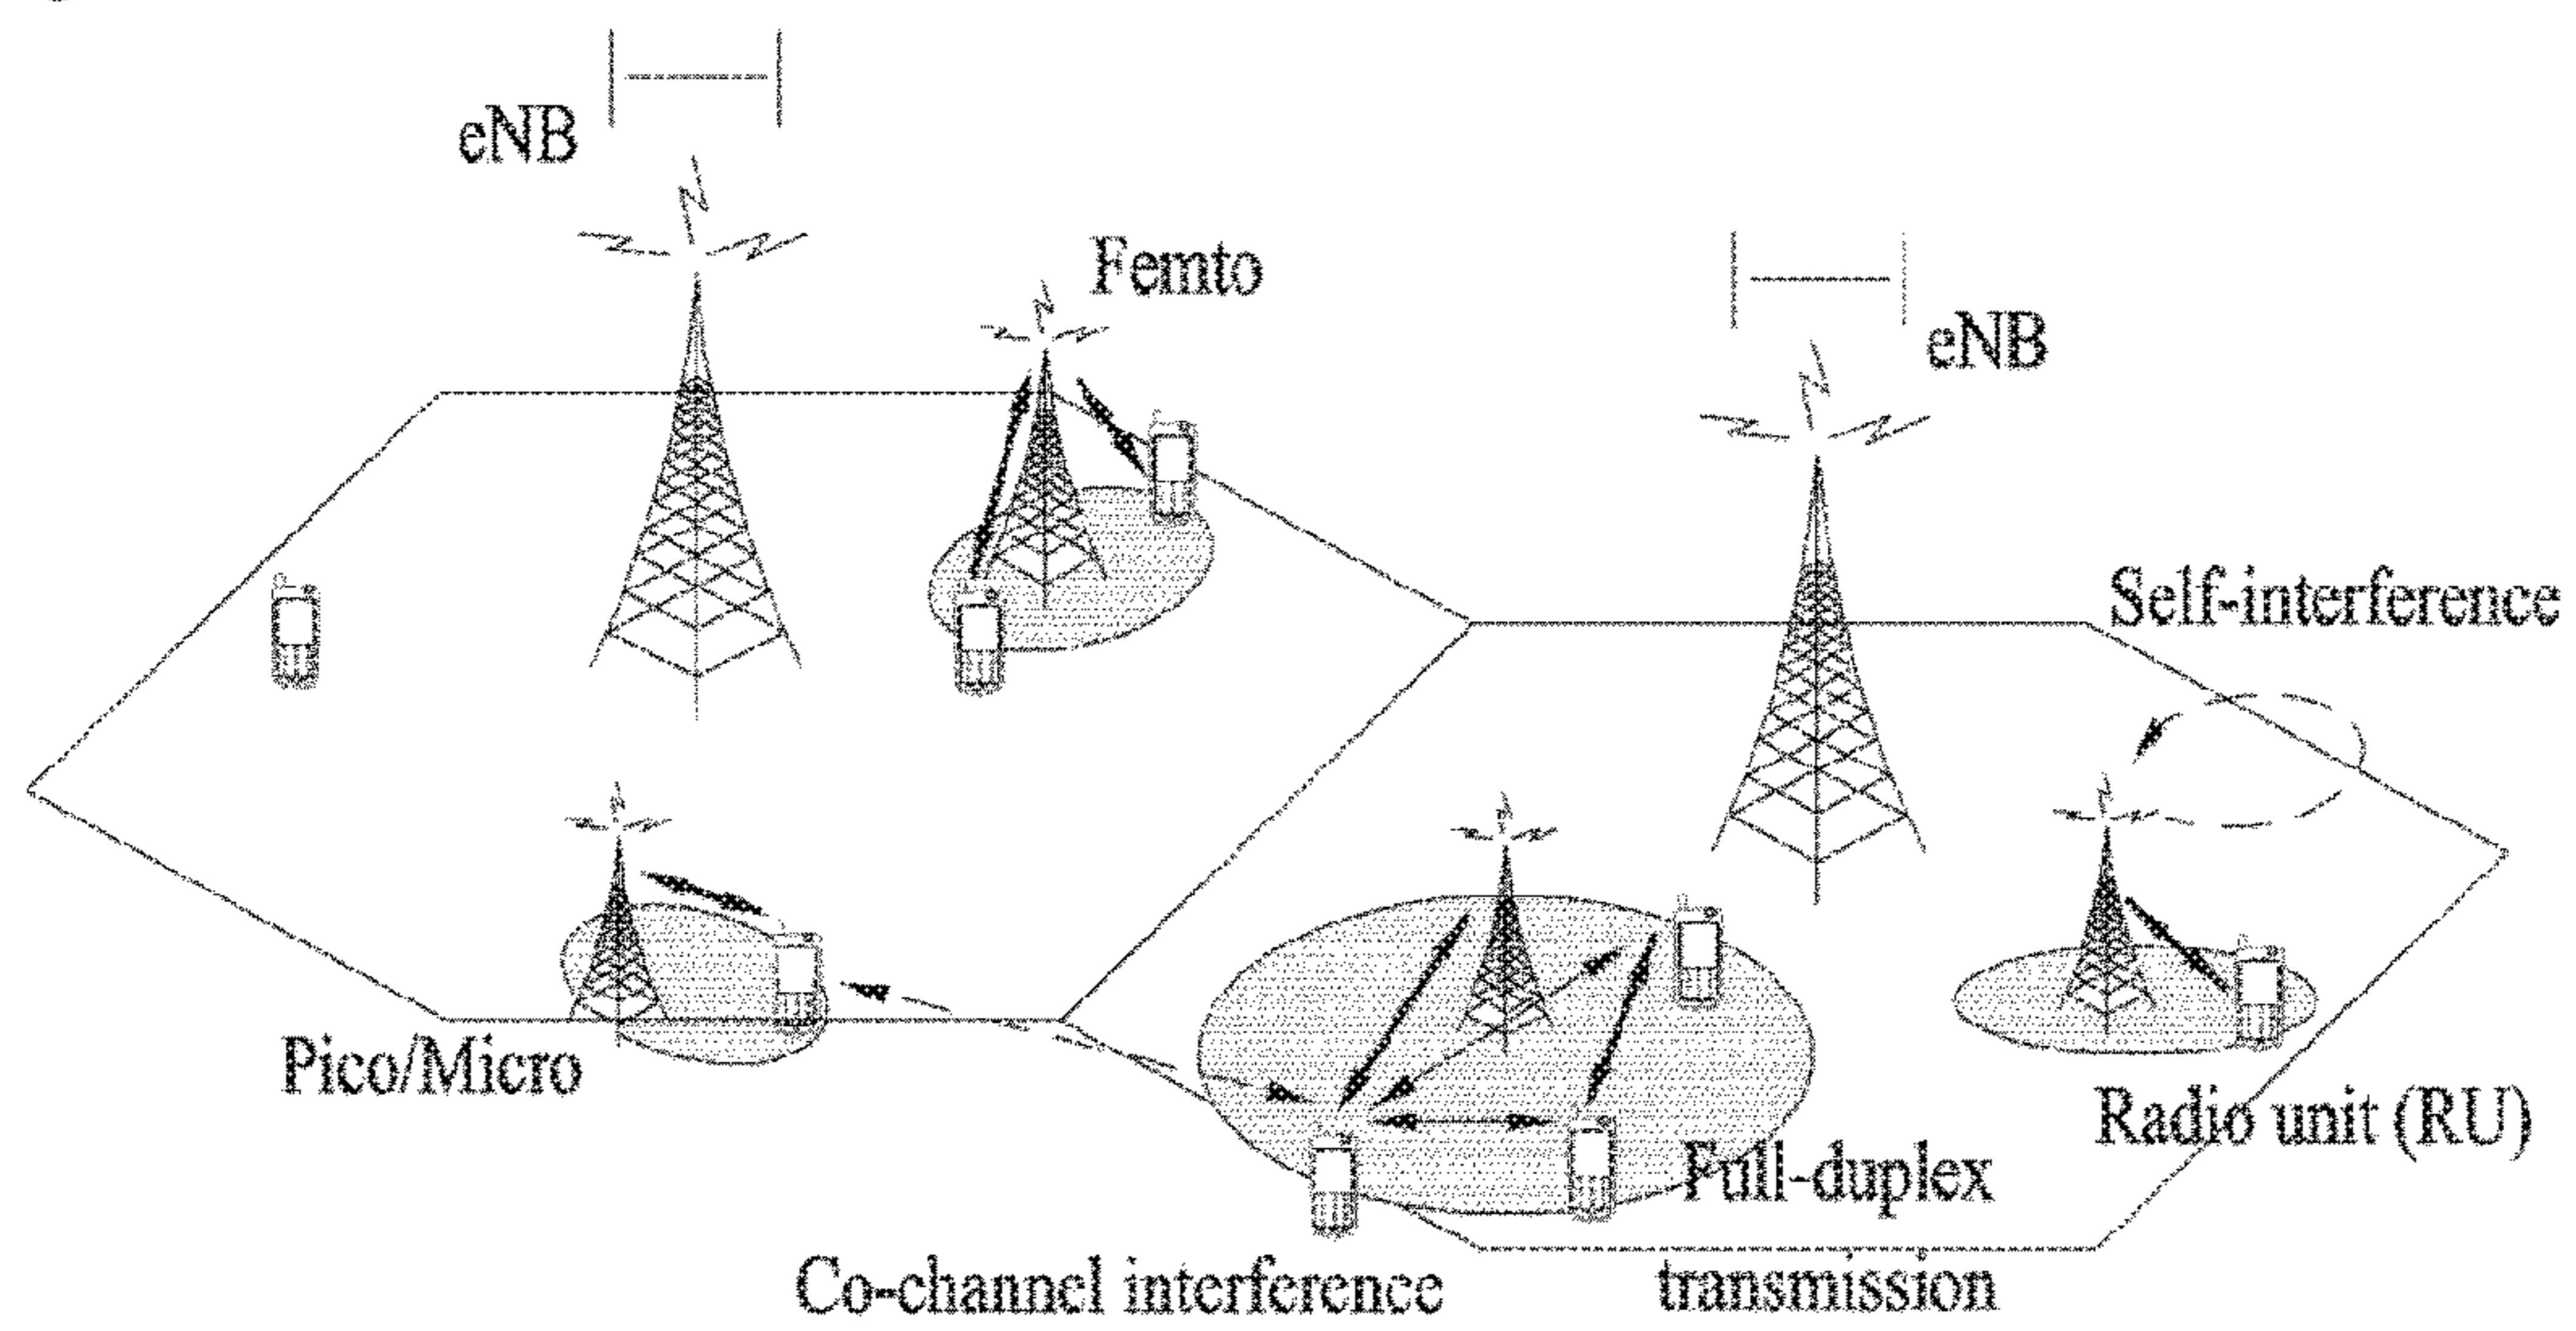 eNB
Femto
eNB
Self-interference
Pico/Micro
Radio unit (RU)
Full-duplex
transmission
Co-channel interference